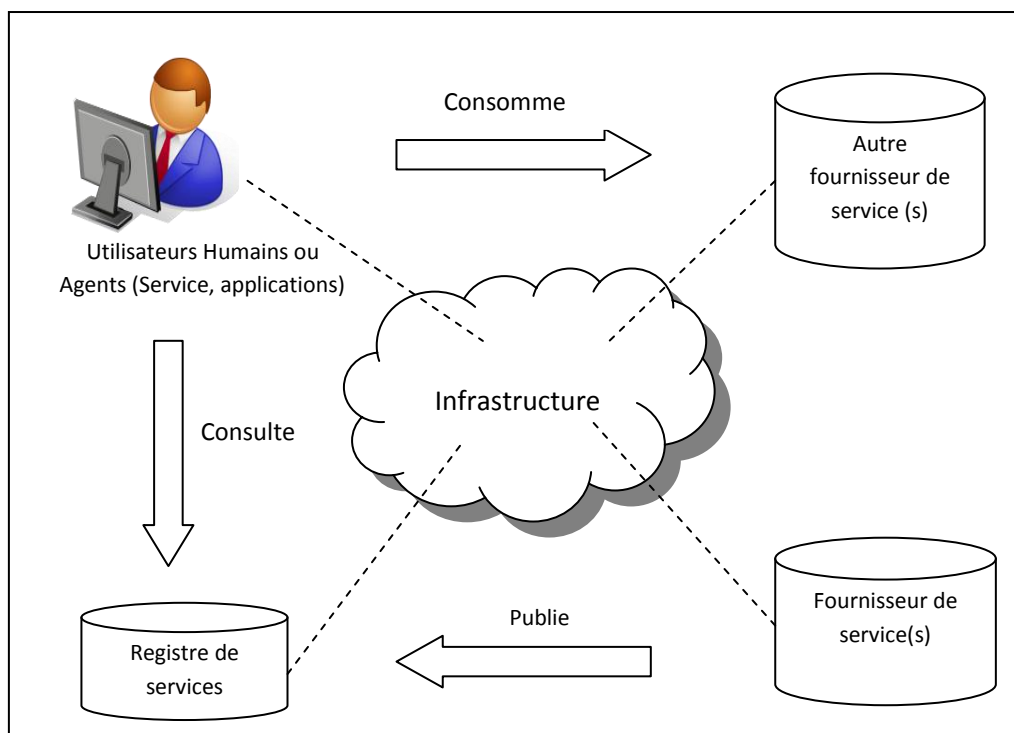 Consomme
Autre
fournisseur de
service (s)
Utilisateurs Humains ou
Agents (Service, applications)
Infrastructure
Consulte
Publie
Fournisseur de
service(s)
Registre de
services